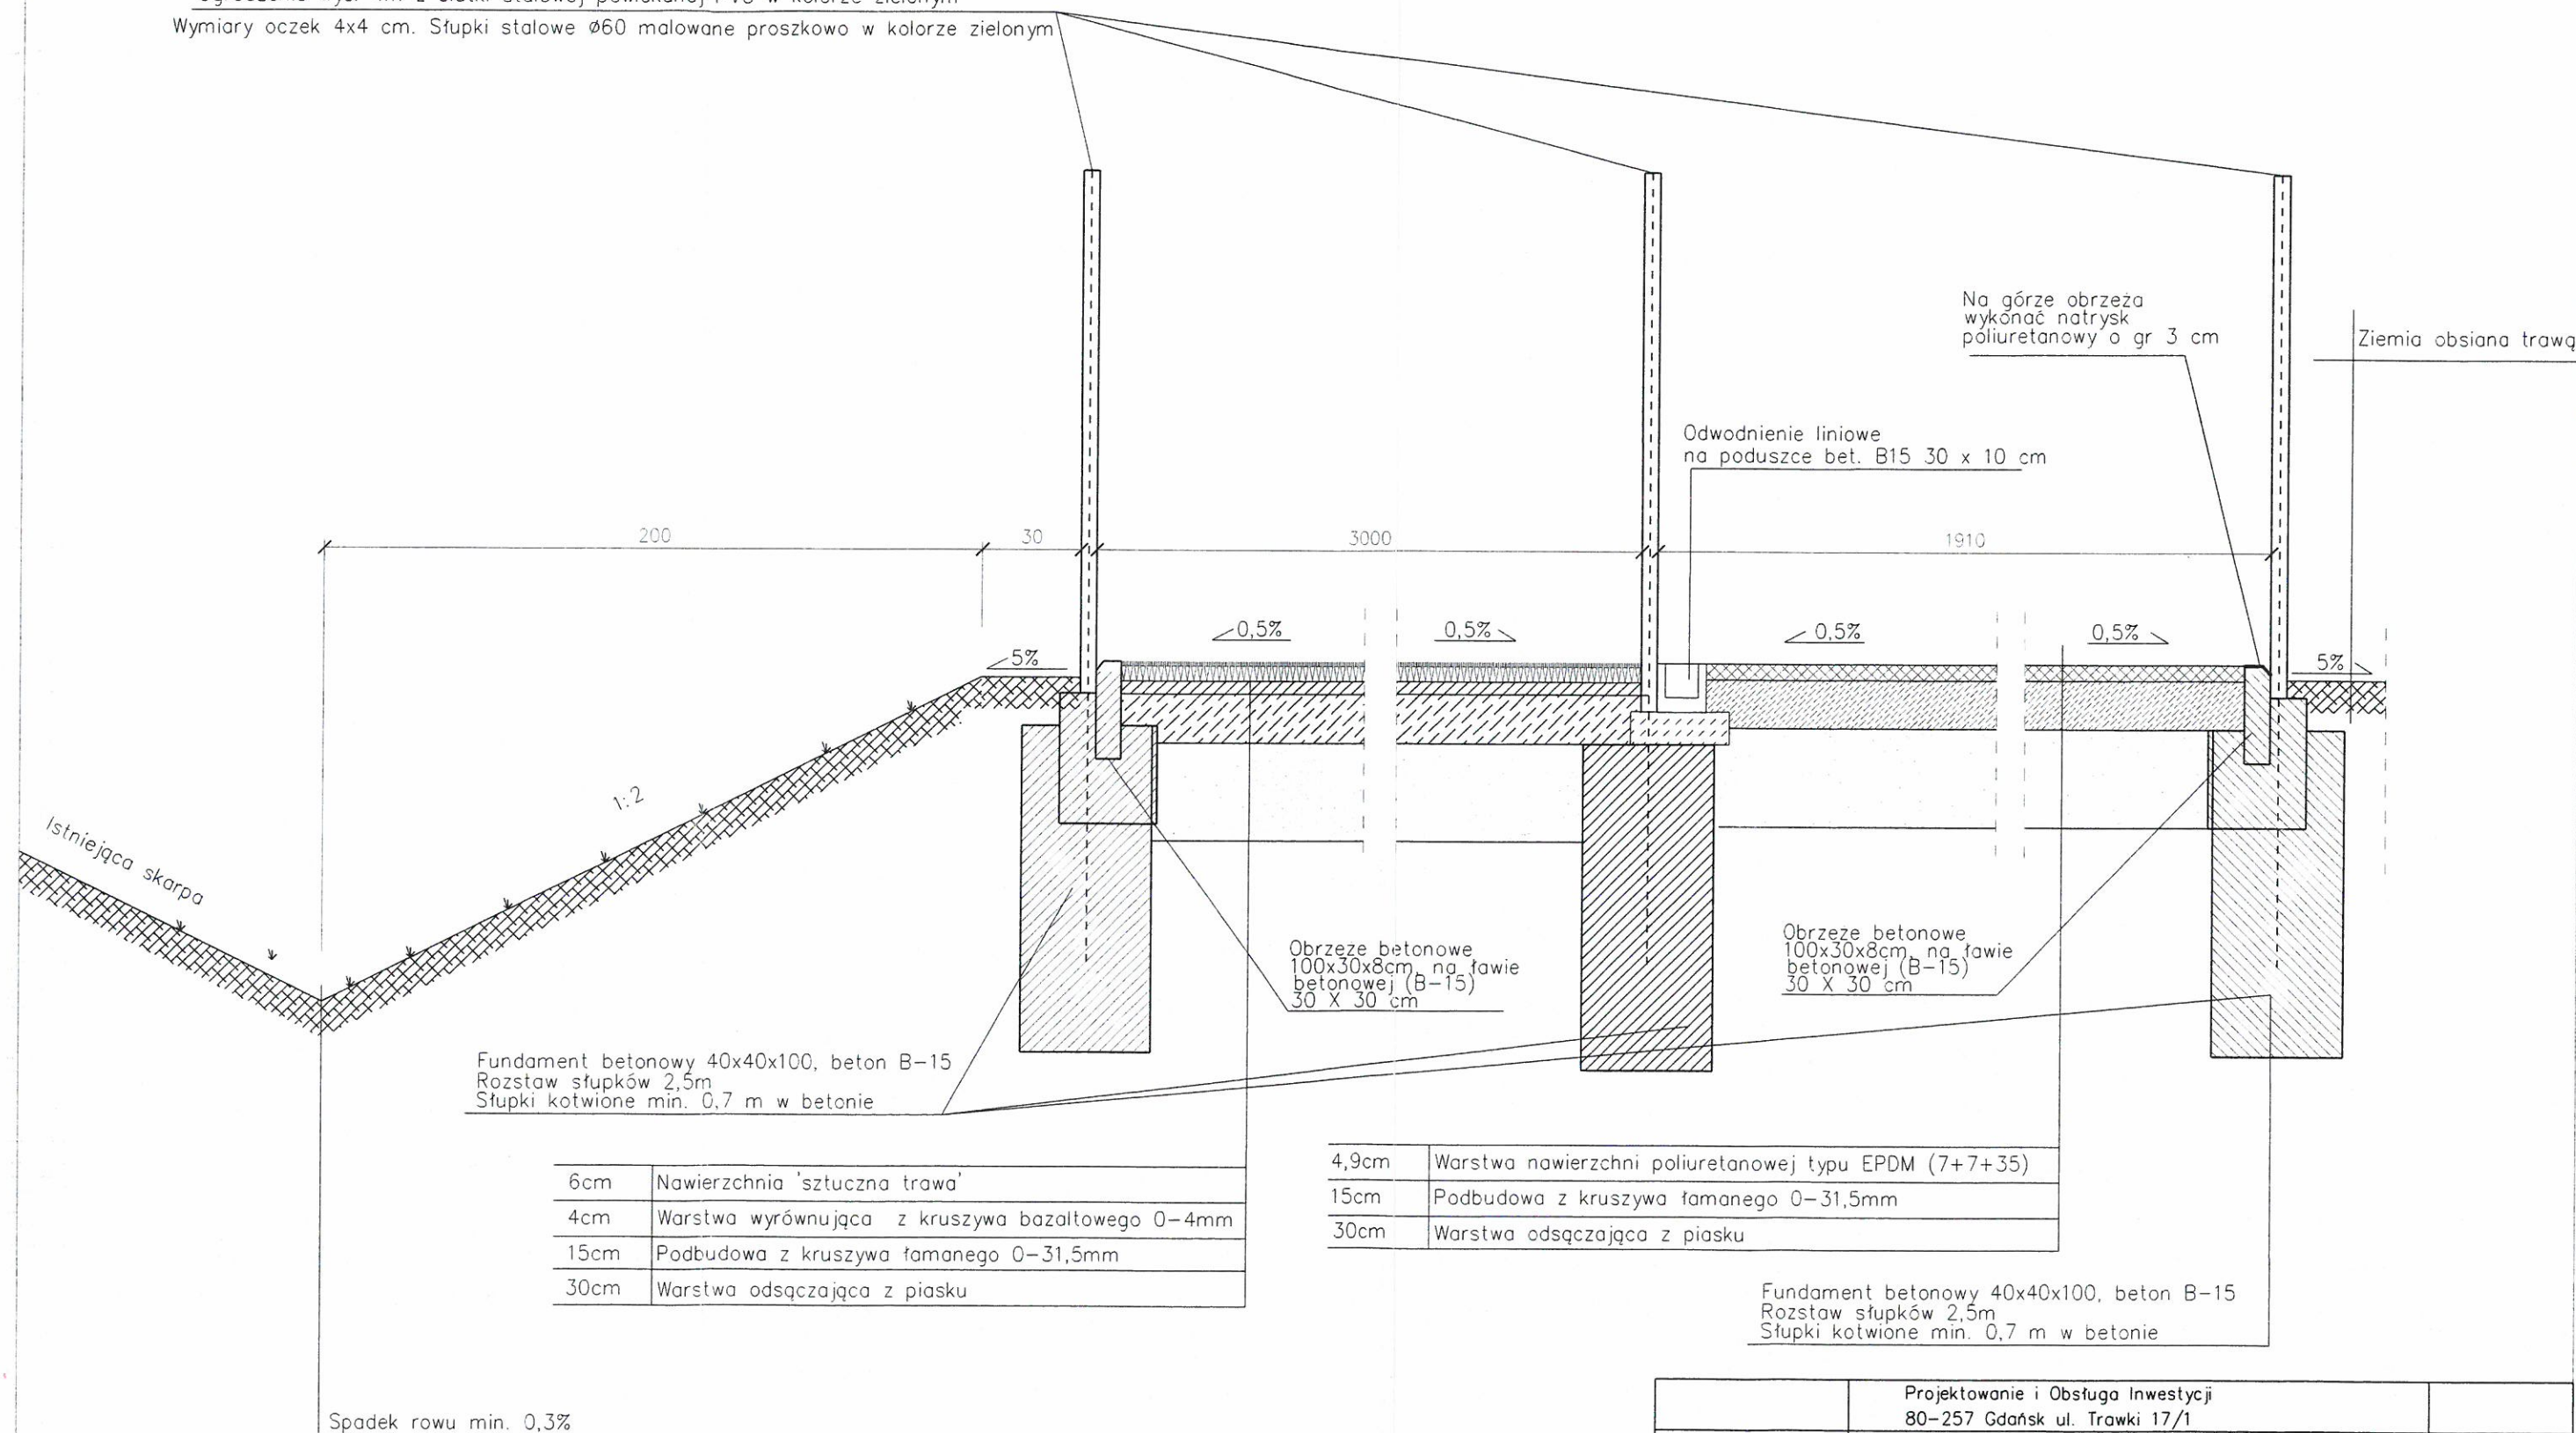 Wymiary oczek 4x4 cm. Słupki stalowe Ø60 malowane proszkowo w kolorze zielonym
Na górze obrzeża
wykonać natrysk
poliuretanowy o gr 3 cm
Ziemia obsiana trawą
Odwodnienie liniowe
na poduszce bet. B15 30 x 10 cm
200
30
3000
1910
5%
0,5%
0,5%
0,5%
0,5%
5%
1:2
Istniejąca skarpa
Obrzeże betonowe
100x30x8cm, na ławie
betonowej (B-15)
30 X 30 cm
Obrzeże betonowe
100x30x8cm, na ławie
betonowej (B-15)
30 X 30 cm
Fundament betonowy 40x40x100, beton B-15
Rozstaw słupków 2,5m
Słupki kotwione min. 0,7 m w betonie
6cm Nawierzchnia 'sztuczna trawa'
4cm Warstwa wyrównująca z kruszywa bazaltowego 0-4mm
15cm Podbudowa z kruszywa łamanego 0-31,5mm
30cm Warstwa odsączająca z piasku
4,9cm Warstwa nawierzchni poliuretanowej typu EPDM (7+7+35)
15cm Podbudowa z kruszywa łamanego 0-31,5mm
30cm Warstwa odsączająca z piasku
Fundament betonowy 40x40x100, beton B-15
Rozstaw słupków 2,5m
Słupki kotwione min. 0,7 m w betonie
Spadek rowu min. 0,3%
Projektowanie i Obsługa Inwestycji
80-257 Gdańsk ul. Trawki 17/1